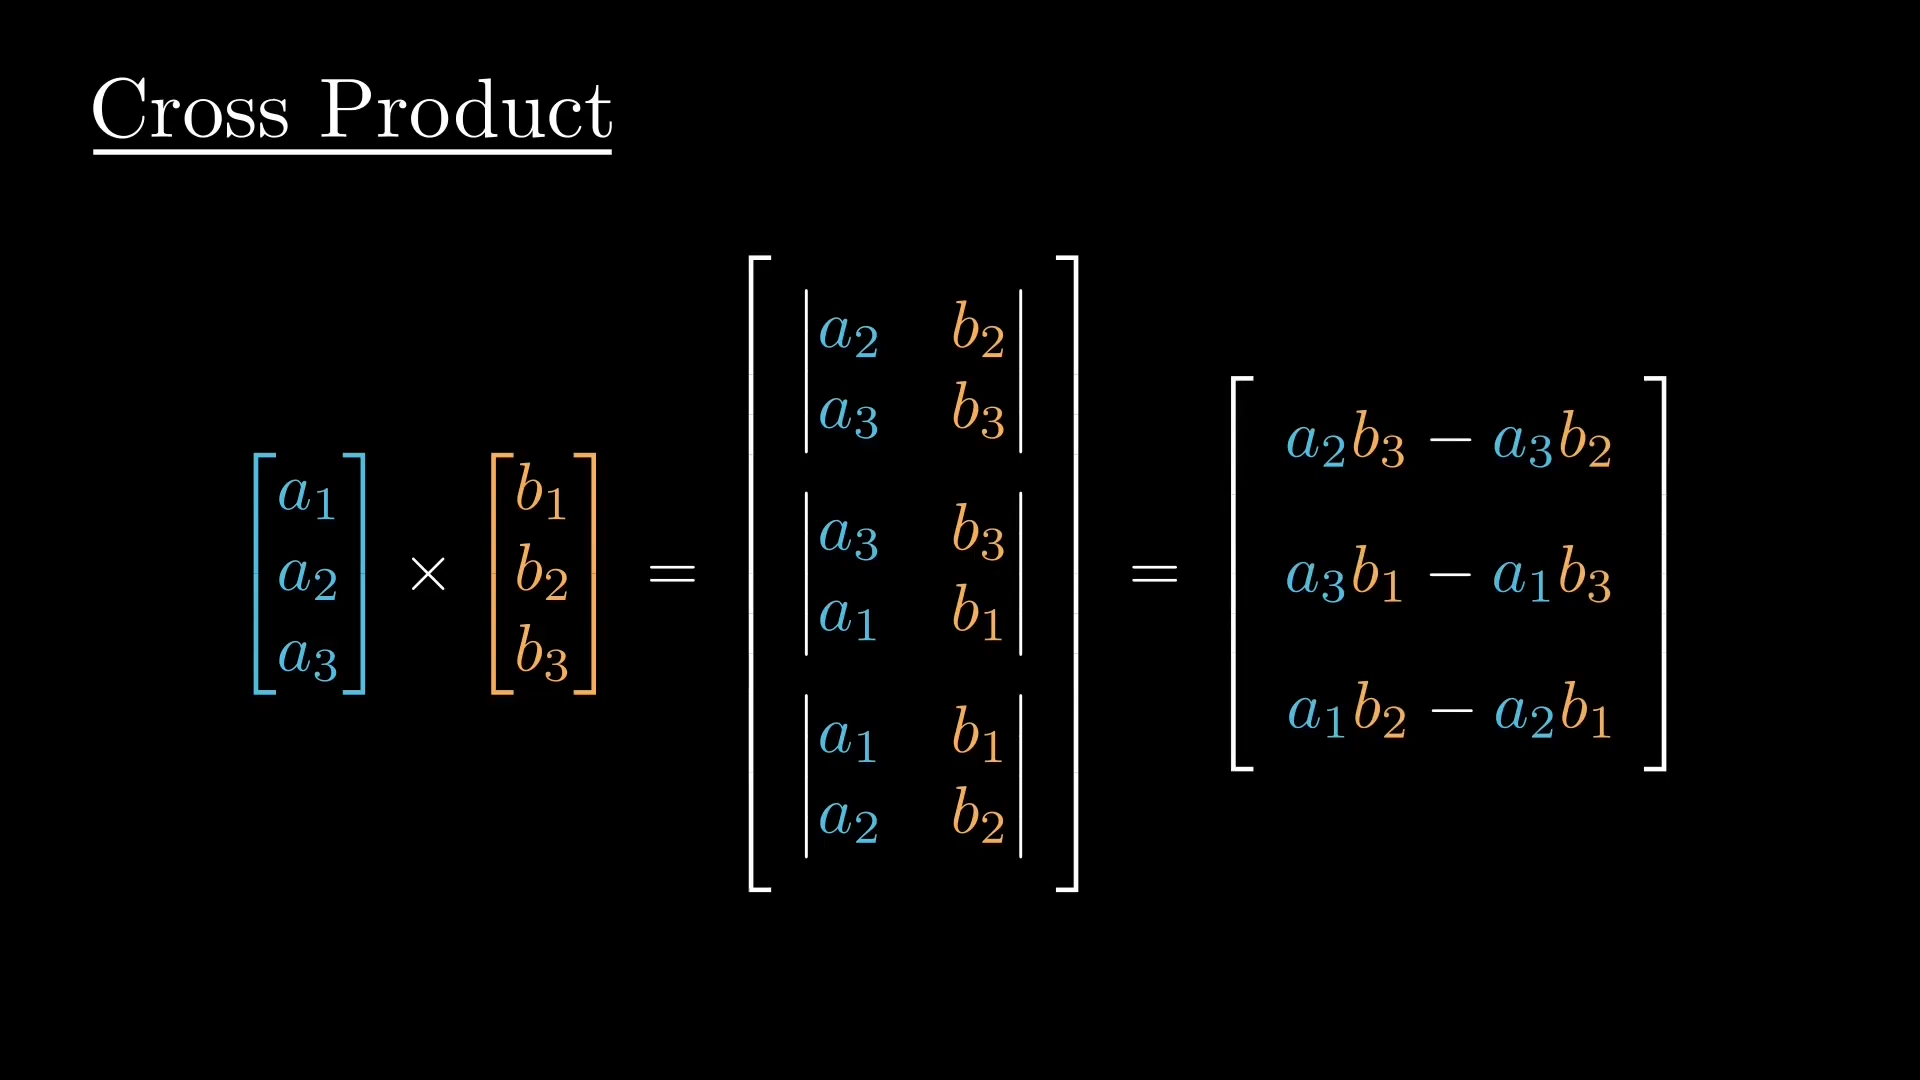 Cross Product
[a₁ a₂ a₃] × [b₁ b₂ b₃] = [|a₂ b₂ a₃ b₃| |a₃ b₃ a₁ b₁| |a₁ b₁ a₂ b₂|] = [a₂b₃ − a₃b₂ a₃b₁ − a₁b₃ a₁b₂ − a₂b₁]